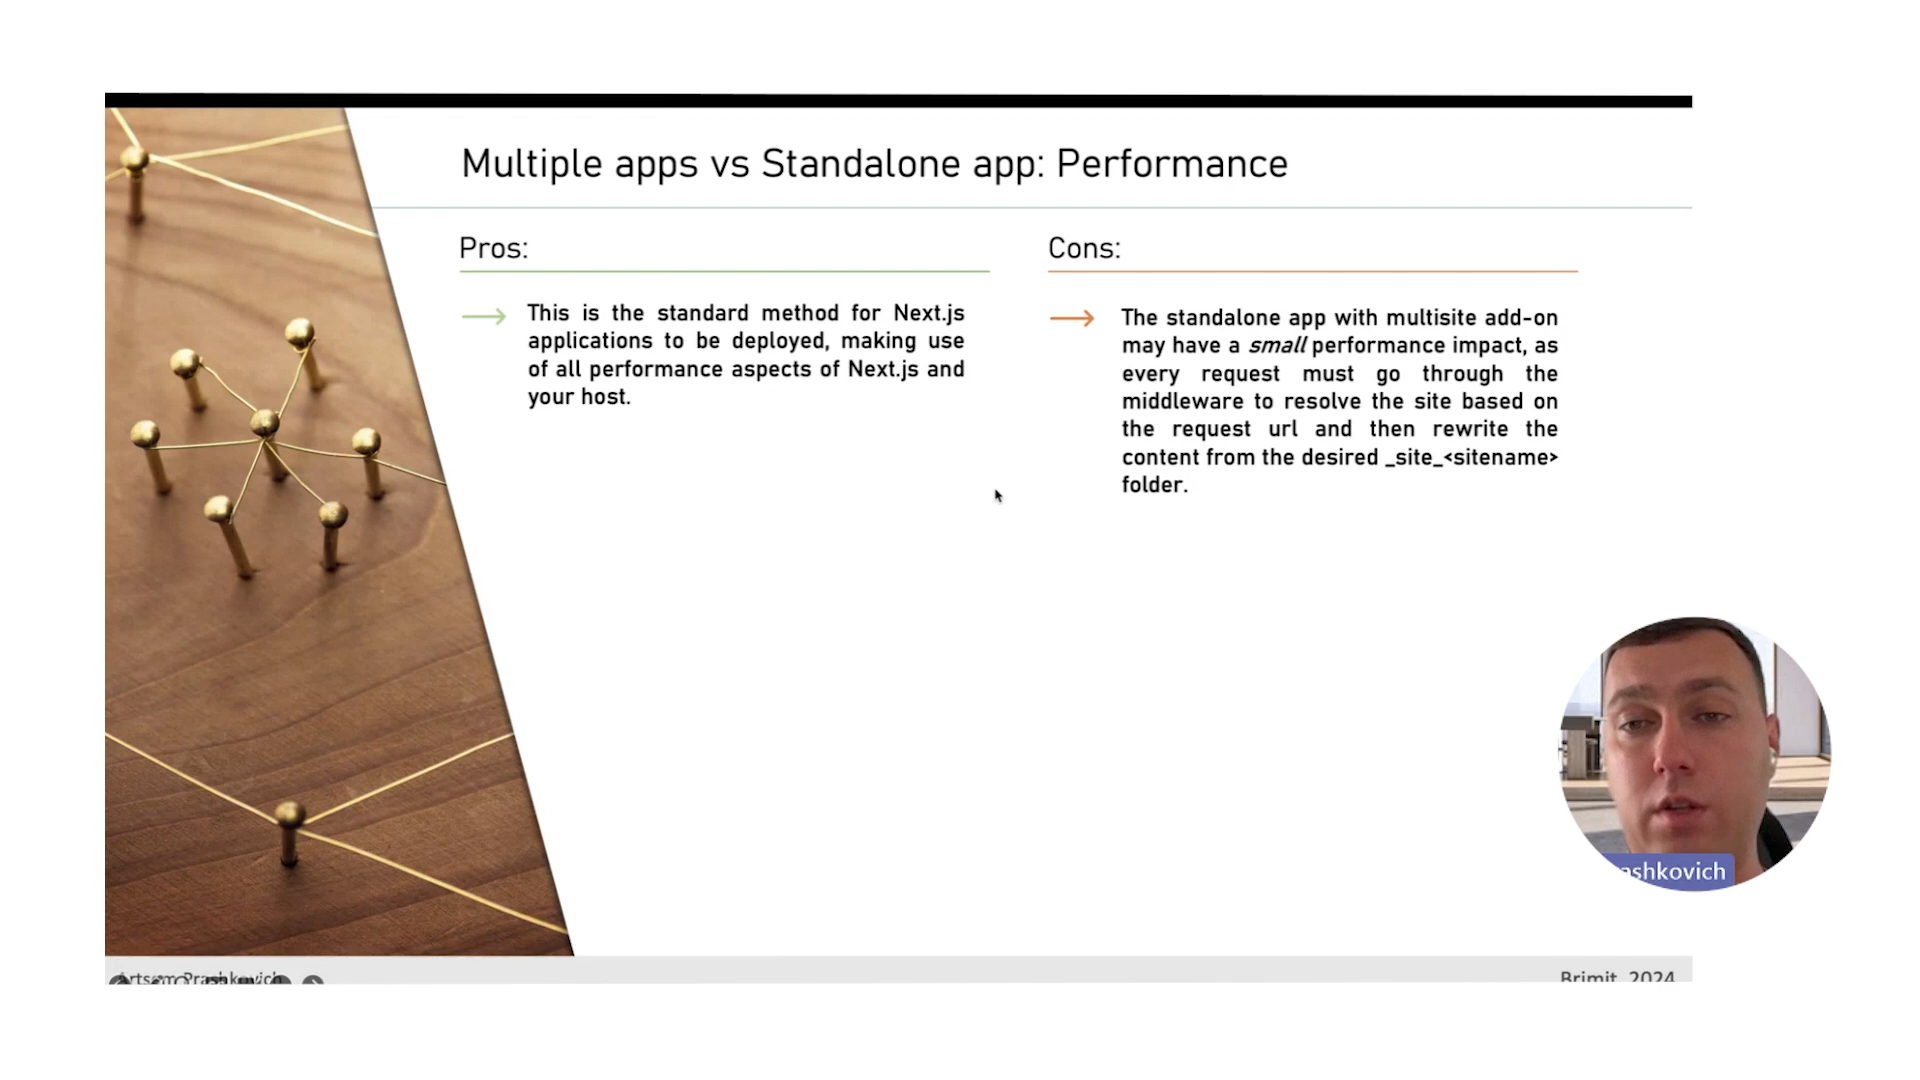 Multiple apps vs Standalone app: Performance
Pros:
This is the standard method for Next.js
applications to be deployed, making use
of all performance aspects of Next.js and
your host.
Cons:
The standalone app with multisite add-on
may have a small performance impact, as
every request must go through the
middleware to resolve the site based on
the request url and then rewrite the
content from the desired _site_<sitename>
folder.
ashkovich
Artsem Prashkovich
Brimit, 2024